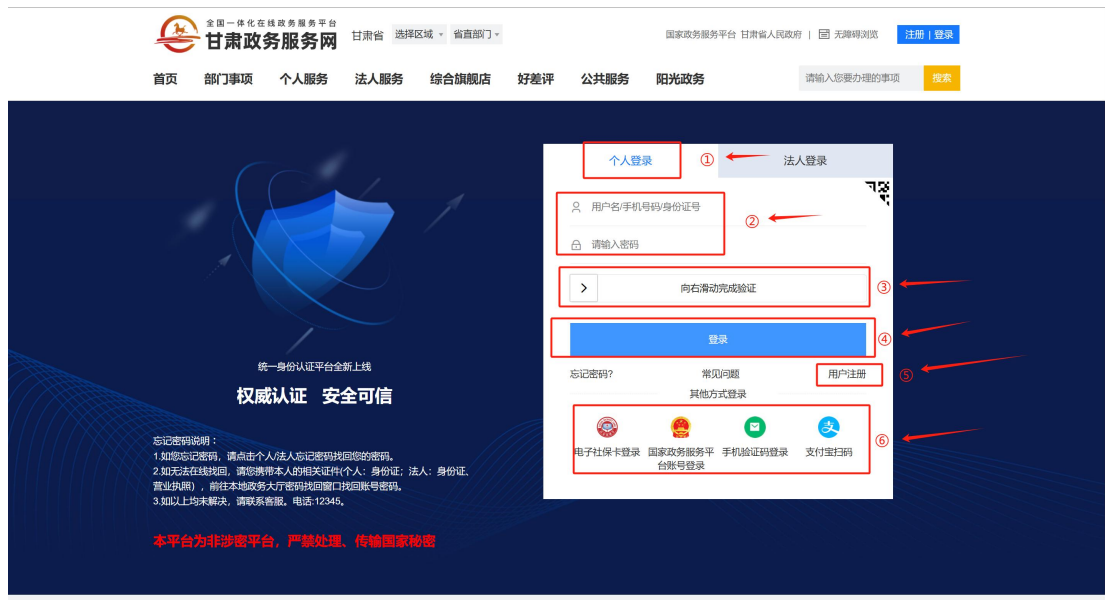 全国一体化在线政务服务平台
甘肃政务服务网 甘肃省 选择区域 省直部门 国家政务服务平台 甘肃省人民政府 | 无障碍浏览 注册 | 登录
首页 部门事项 个人服务 法人服务 综合旗舰店 好差评 公共服务 阳光政务 请输入您要办理的事项 搜索
个人登录 ① 法人登录
用户名/手机号码/身份证号 ②
请输入密码
> 向右滑动完成验证 ③
登录 ④
忘记密码? 常见问题 用户注册 ⑤
其他方式登录
⑥
电子社保卡登录 国家政务服务平 手机验证码登录 支付宝扫码
台账号登录
统一身份认证平台全新上线
权威认证 安全可信
忘记密码说明：
1.如您忘记密码，请点击个人/法人忘记密码找回您的密码。
2.如无法在线找回，请您携带本人的相关证件(个人：身份证；法人：身份证、
营业执照），前往本地政务大厅密码找回窗口找回账号密码。
3.如以上均未解决，请联系客服。电话:12345。
本平台为非涉密平台，严禁处理、传输国家秘密